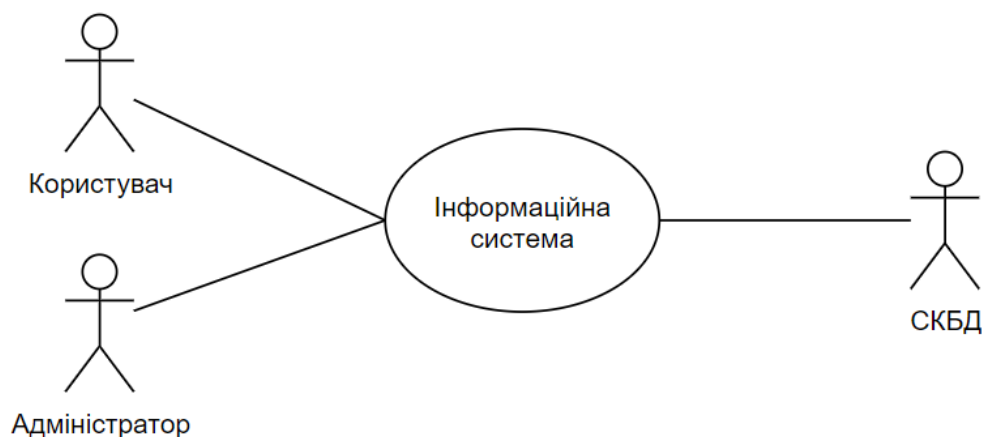 Користувач
Інформаційна
система
СКБД
Адміністратор